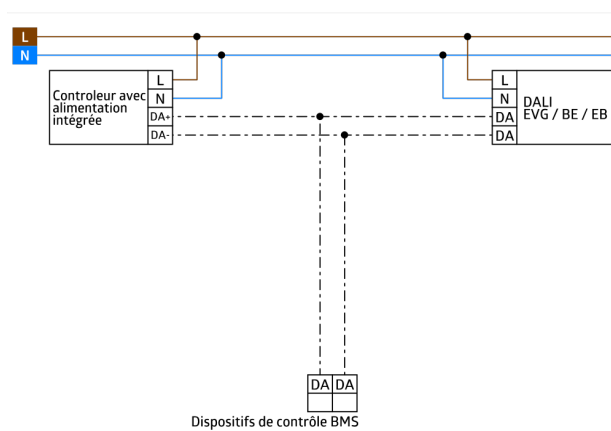 L
N
Controleur avec
alimentation
intégrée
L
N
DA+
DA-
L
N
DA
DA
DALI
EVG / BE / EB
DA DA
Dispositifs de contrôle BMS